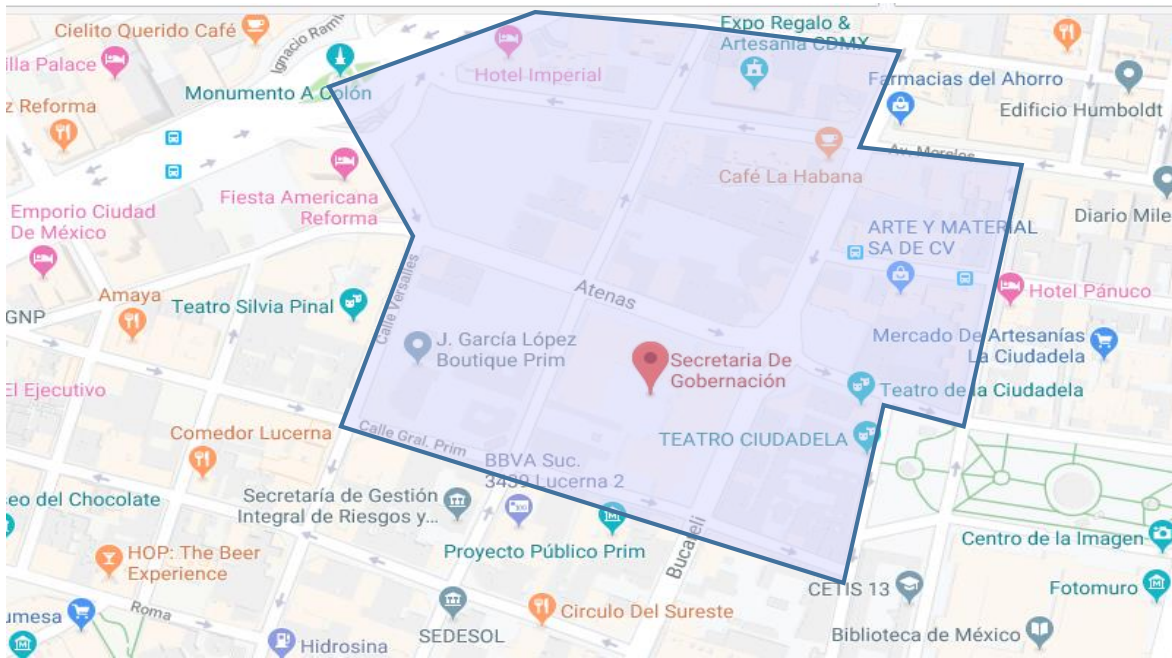 Cielito Querido Café
Expo Regalo &
Artesanía CDMX
Ignacio Ram
illa Palace
Hotel Imperial
Monumento A Colón
Farmacias del Ahorro
z Reforma
Edificio Humboldt
Av. Morelos
Café La Habana
Fiesta Americana
Reforma
Emporio Ciudad
De México
Diario Mile
ARTE Y MATERIAL
SA DE CV
Calle Versalles
Atenas
Hotel Pánuco
Amaya
Teatro Silvia Pinal
GNP
J. García López
Boutique Prim
Mercado De Artesanías
La Ciudadela
Secretaria De
Gobernación
El Ejecutivo
Teatro de la Ciudadela
Comedor Lucerna
Calle Gral. Prim
TEATRO CIUDADELA
BBVA Suc.
3439 Lucerna 2
Secretaría de Gestión
Integral de Riesgos y...
eo del Chocolate
Bucareli
Proyecto Público Prim
Centro de la Imagen
HOP: The Beer
Experience
CETIS 13
Fotomuro
Roma
umesa
Circulo Del Sureste
SEDESOL
Biblioteca de México
Hidrosina